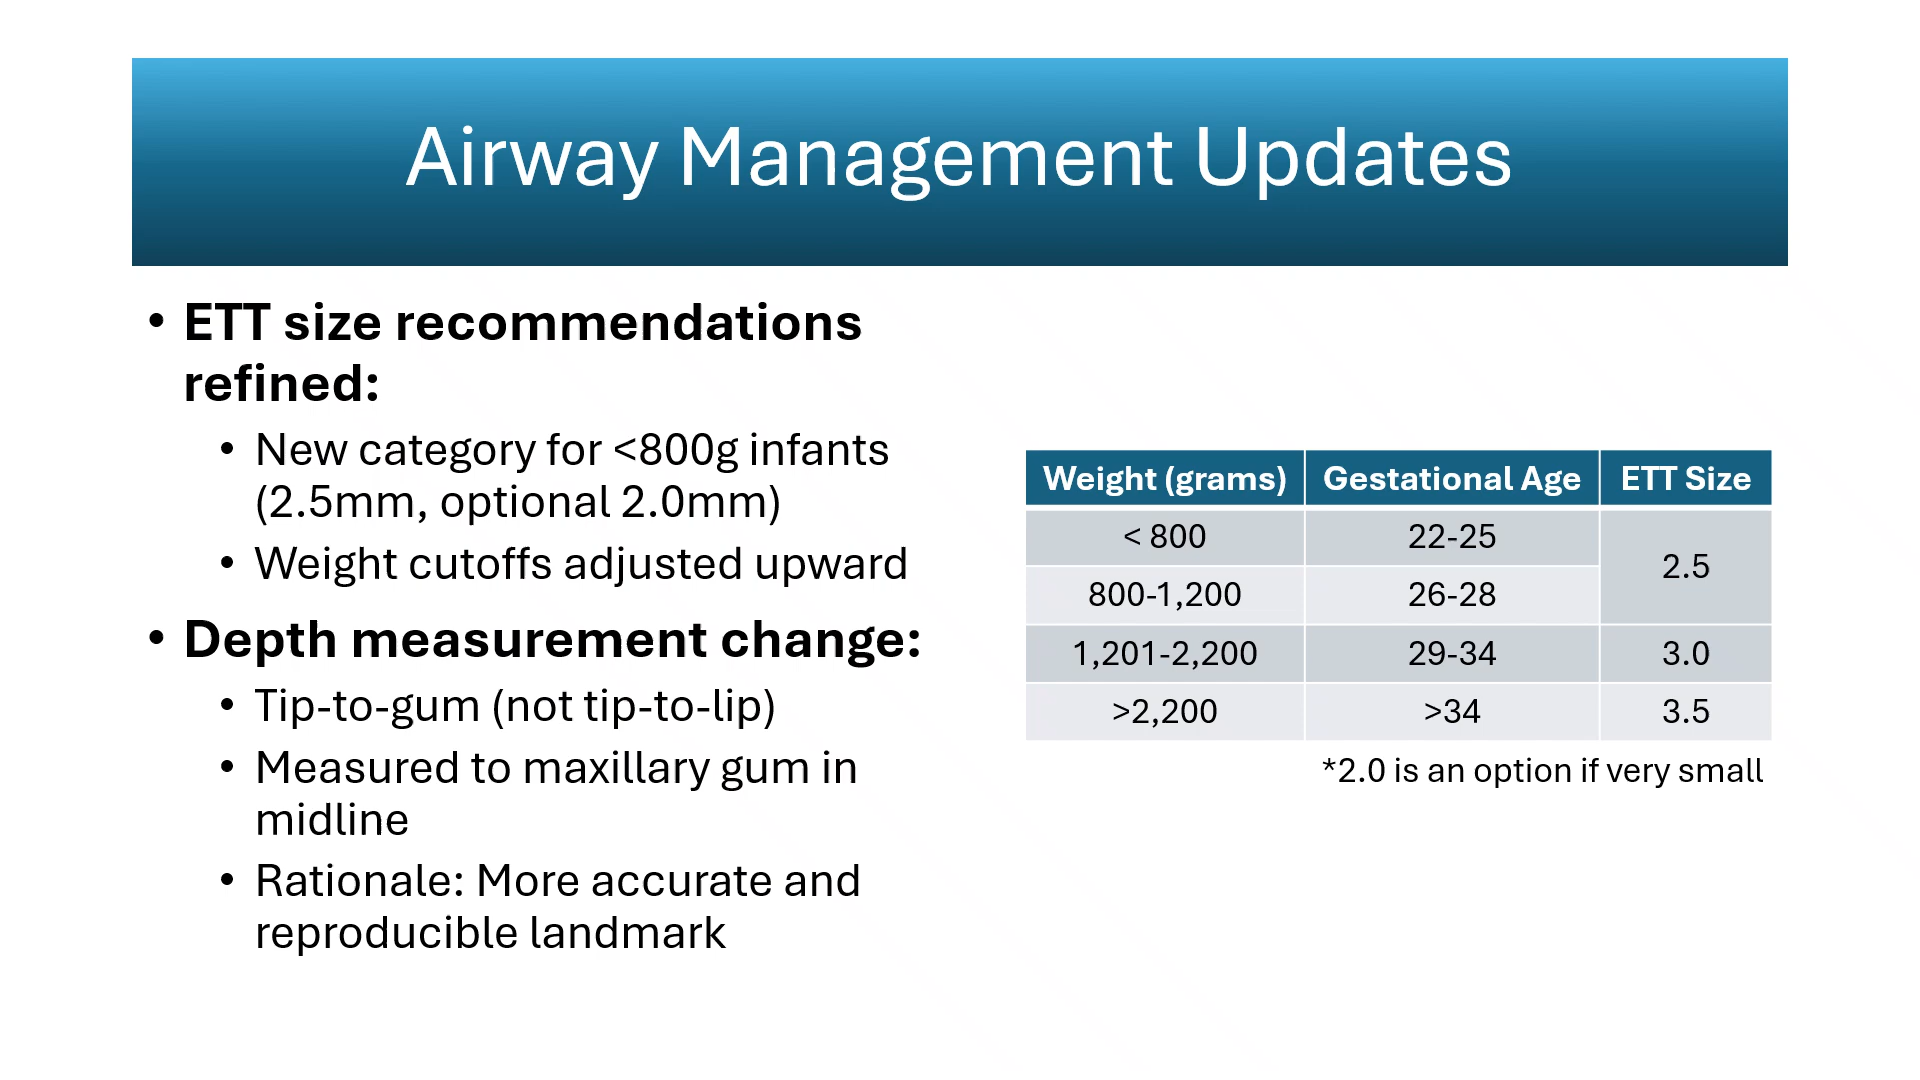 Airway Management Updates
• ETT size recommendations
refined:
• New category for <800g infants
(2.5mm, optional 2.0mm)
• Weight cutoffs adjusted upward
• Depth measurement change:
• Tip-to-gum (not tip-to-lip)
• Measured to maxillary gum in
midline
• Rationale: More accurate and
reproducible landmark
Weight (grams) Gestational Age ETT Size
< 800 22-25 2.5
800-1,200 26-28
1,201-2,200 29-34 3.0
>2,200 >34 3.5
*2.0 is an option if very small